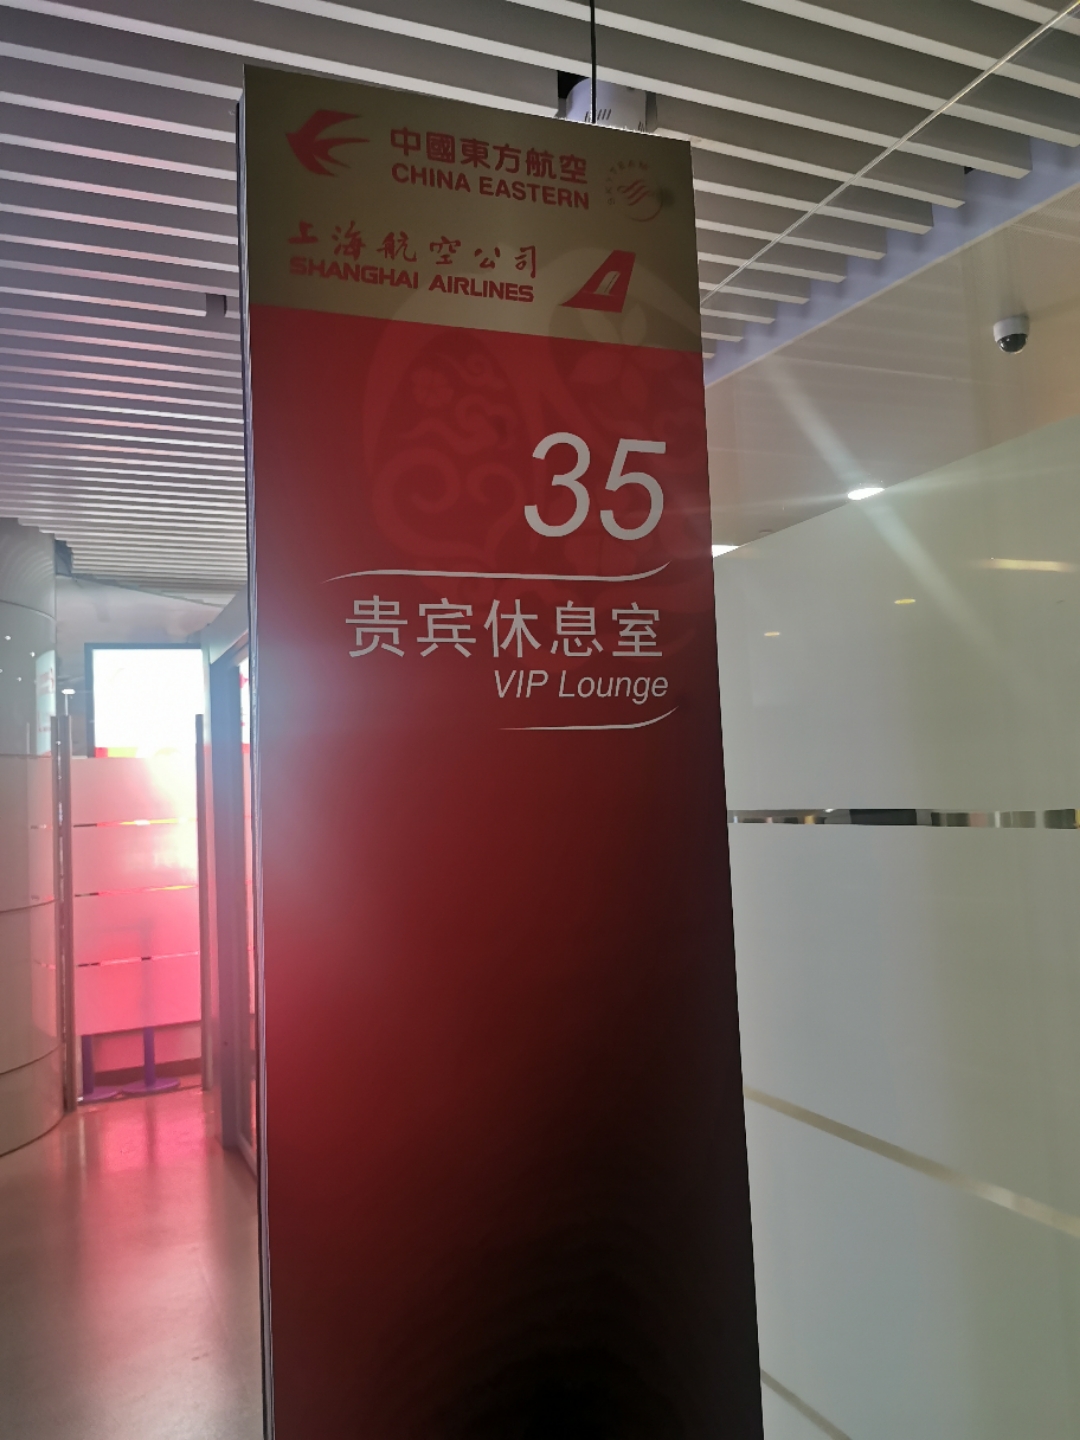 中國東方航空
CHINA EASTERN
SKYTEAM
上海航空公司
SHANGHAI AIRLINES
35
贵宾休息室
VIP Lounge